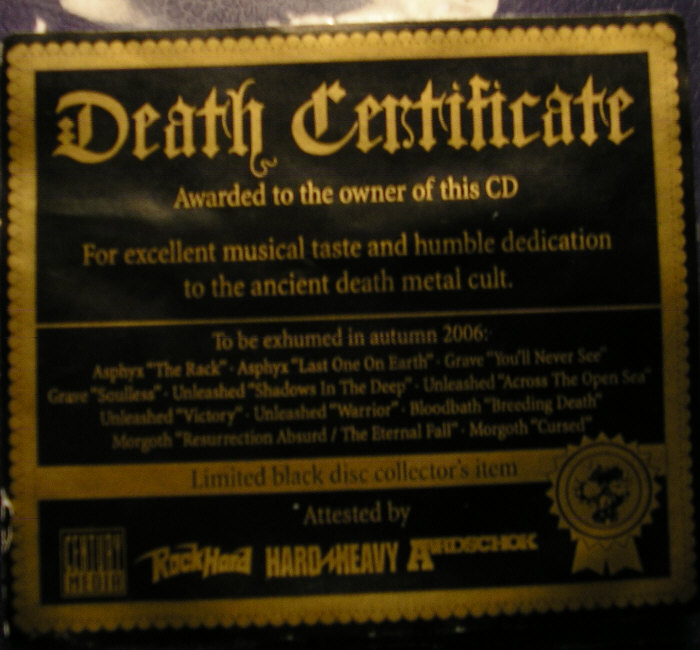 Death Certificate
Awarded to the owner of this CD
For excellent musical taste and humble dedication
to the ancient death metal cult.
To be exhumed in autumn 2006:
Asphyx "The Rack" · Asphyx "Last One On Earth" · Grave "You'll Never See"
Grave "Soulless" · Unleashed "Shadows In The Deep" · Unleashed "Across The Open Sea"
Unleashed "Victory" · Unleashed "Warrior" · Bloodbath "Breeding Death"
Morgoth "Resurrection Absurd / The Eternal Fall" · Morgoth "Cursed"
Limited black disc collector's item
Attested by
CENTURY MEDIA RockHard HARD HEAVY AARDSCHOK